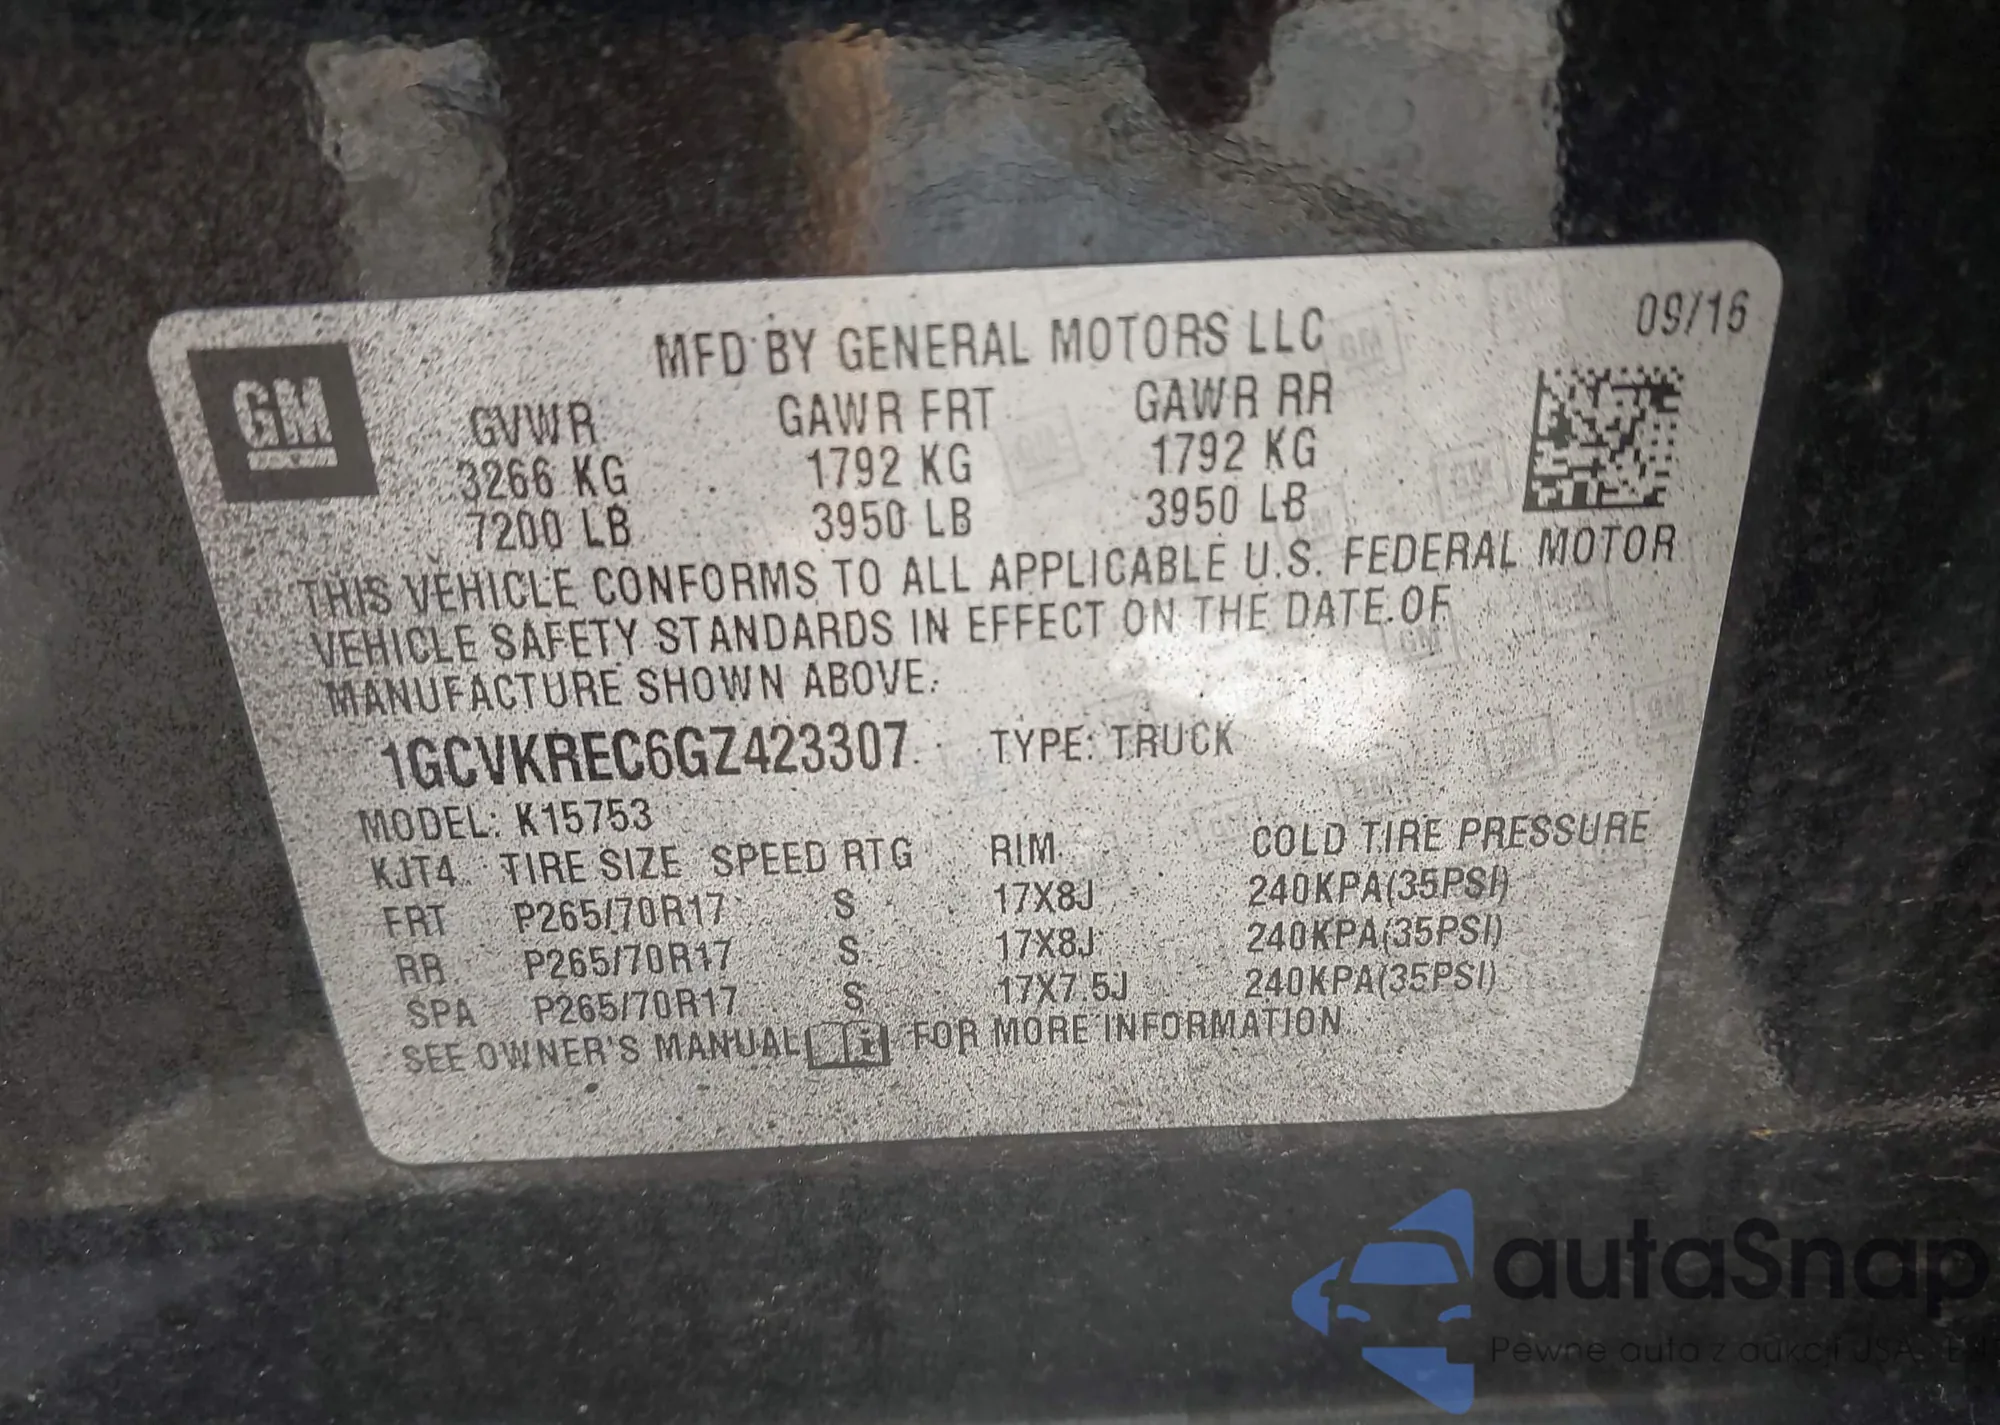 09/16
MFD BY GENERAL MOTORS LLC
GM
GVWR GAWR FRT GAWR RR
3266 KG 1792 KG 1792 KG
7200 LB 3950 LB 3950 LB
THIS VEHICLE CONFORMS TO ALL APPLICABLE U.S. FEDERAL MOTOR
VEHICLE SAFETY STANDARDS IN EFFECT ON THE DATE OF
MANUFACTURE SHOWN ABOVE.
1GCVKREC6GZ423307 TYPE: TRUCK
MODEL: K15753
KJT4 TIRE SIZE SPEED RTG RIM COLD TIRE PRESSURE
FRT P265/70R17 S 17X8J 240KPA(35PSI)
RR P265/70R17 S 17X8J 240KPA(35PSI)
SPA P265/70R17 S 17X7.5J 240KPA(35PSI)
SEE OWNER'S MANUAL FOR MORE INFORMATION
autaSnap
Pewne auta z aukcji USA